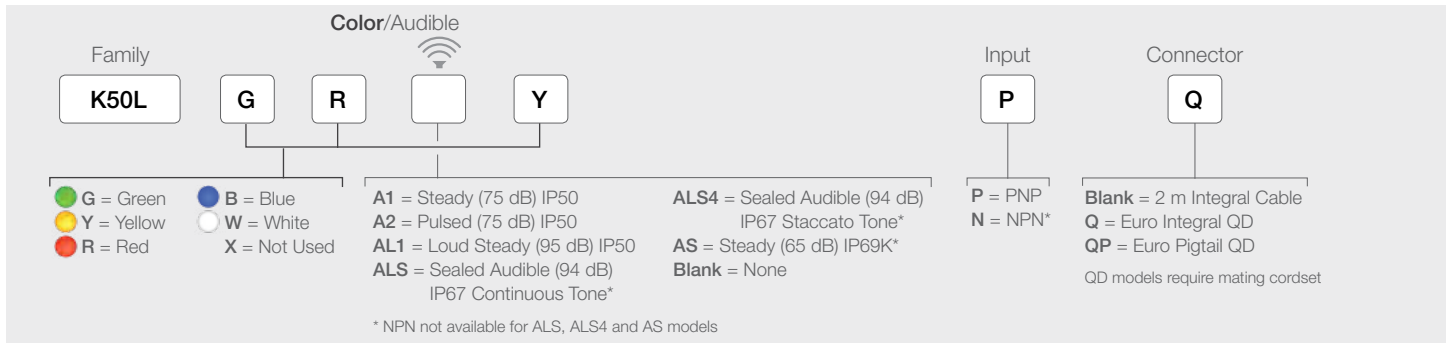 Color/Audible
Family
Input
Connector
K50L G R Y P Q
G = Green
Y = Yellow
R = Red
B = Blue
W = White
X = Not Used
A1 = Steady (75 dB) IP50
A2 = Pulsed (75 dB) IP50
AL1 = Loud Steady (95 dB) IP50
ALS = Sealed Audible (94 dB)
IP67 Continuous Tone*
ALS4 = Sealed Audible (94 dB)
IP67 Staccato Tone*
AS = Steady (65 dB) IP69K*
Blank = None
* NPN not available for ALS, ALS4 and AS models
P = PNP
N = NPN*
Blank = 2 m Integral Cable
Q = Euro Integral QD
QP = Euro Pigtail QD
QD models require mating cordset